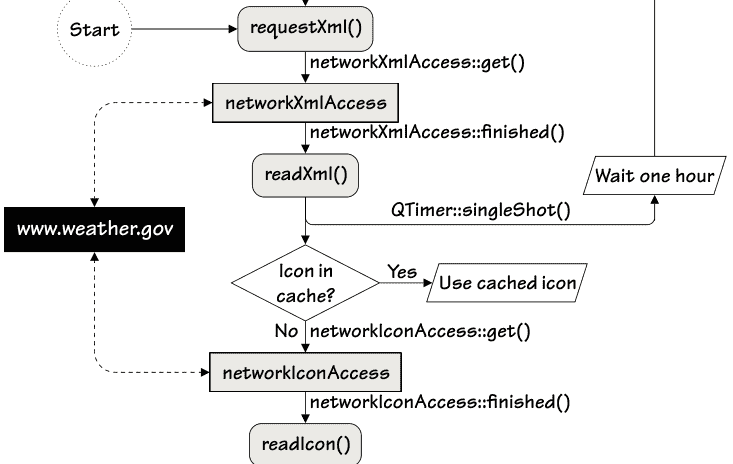 Start
requestXml()
networkXmlAccess::get()
networkXmlAccess
networkXmlAccess::finished()
readXml()
Wait one hour
QTimer::singleShot()
www.weather.gov
Icon in
cache?
Yes
Use cached icon
No
networkIconAccess::get()
networkIconAccess
networkIconAccess::finished()
readIcon()